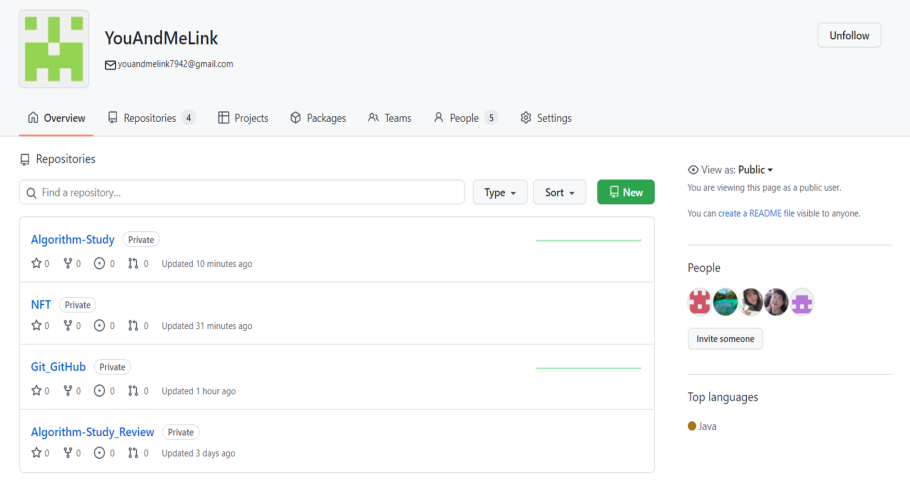 YouAndMeLink
youandmelink7942@gmail.com
Unfollow
Overview Repositories 4 Projects Packages Teams People 5 Settings
Repositories
Find a repository...
Type
Sort
New
Algorithm-Study Private
0 0 0 0 Updated 10 minutes ago
NFT Private
0 0 0 0 Updated 31 minutes ago
Git_GitHub Private
0 0 0 0 Updated 1 hour ago
Algorithm-Study_Review Private
0 0 0 0 Updated 3 days ago
View as: Public
You are viewing this page as a public user.
You can create a README file visible to anyone.
People
Invite someone
Top languages
Java